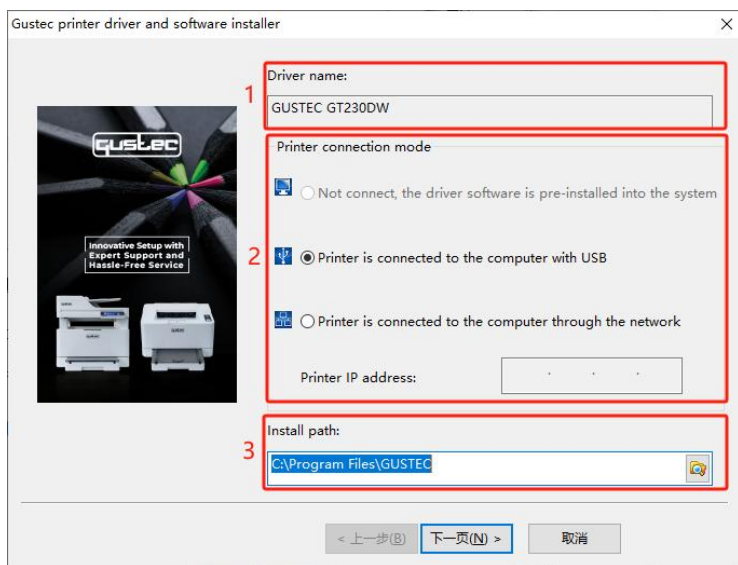 Gustec printer driver and software installer
1
Driver name:
GUSTEC GT230DW
GUSTEC
Innovative Setup with
Expert Support and
Hassle-Free Service
2
Printer connection mode
Not connect, the driver software is pre-installed into the system
Printer is connected to the computer with USB
Printer is connected to the computer through the network
Printer IP address:
. . .
3
Install path:
C:\Program Files\GUSTEC
< 上一步(B)
下一页(N) >
取消